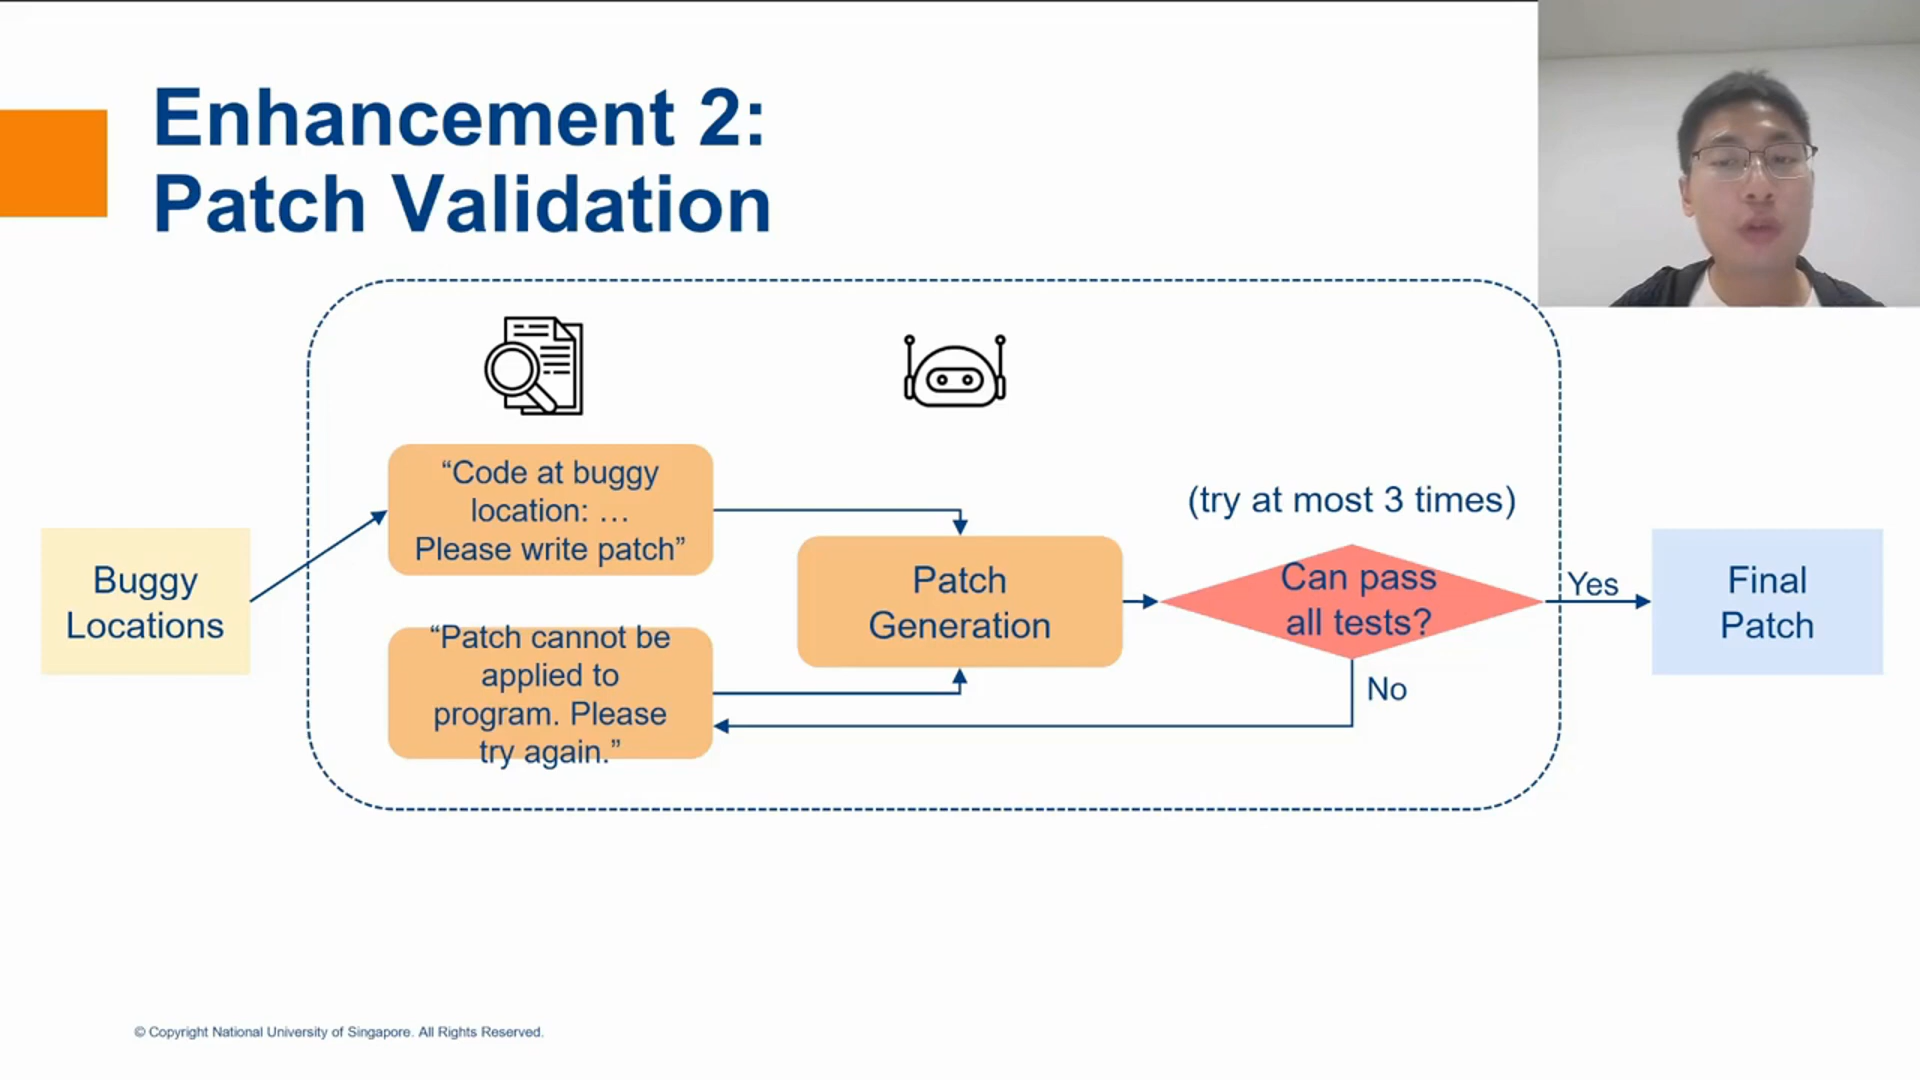 Enhancement 2:
Patch Validation
Buggy
Locations
“Code at buggy
location: …
Please write patch”
“Patch cannot be
applied to
program. Please
try again.”
Patch
Generation
(try at most 3 times)
Can pass
all tests?
Yes
No
Final
Patch
© Copyright National University of Singapore. All Rights Reserved.